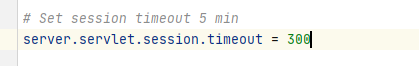 # Set session timeout 5 min
server.servlet.session.timeout = 300